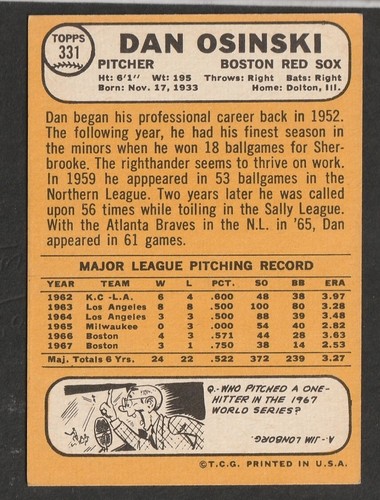 TOPPS
331
DAN OSINSKI
PITCHER BOSTON RED SOX
Ht: 6'1" Wt: 195 Throws: Right Bats: Right
Born: Nov. 17, 1933 Home: Dolton, Ill.
Dan began his professional career back in 1952.
The following year, he had his finest season in
the minors when he won 18 ballgames for Sher-
brooke. The righthander seems to thrive on work.
In 1959 he apppeared in 53 ballgames in the
Northern League. Two years later he was called
upon 56 times while toiling in the Sally League.
With the Atlanta Braves in the N.L. in '65, Dan
appeared in 61 games.
MAJOR LEAGUE PITCHING RECORD
YEAR TEAM W L PCT. SO BB ERA
1962 K.C.-L.A. 6 4 .600 48 38 3.97
1963 Los Angeles 8 8 .500 100 80 3.28
1964 Los Angeles 3 3 .500 88 39 3.48
1965 Milwaukee 0 3 .000 54 40 2.82
1966 Boston 4 3 .571 44 28 3.63
1967 Boston 3 1 .750 38 14 2.53
Maj. Totals 6 Yrs. 24 22 .522 372 239 3.27
Q.-WHO PITCHED A ONE-
HITTER IN THE 1967
WORLD SERIES?
A.-JIM LONBORG
©T.C.G. PRINTED IN U.S.A.